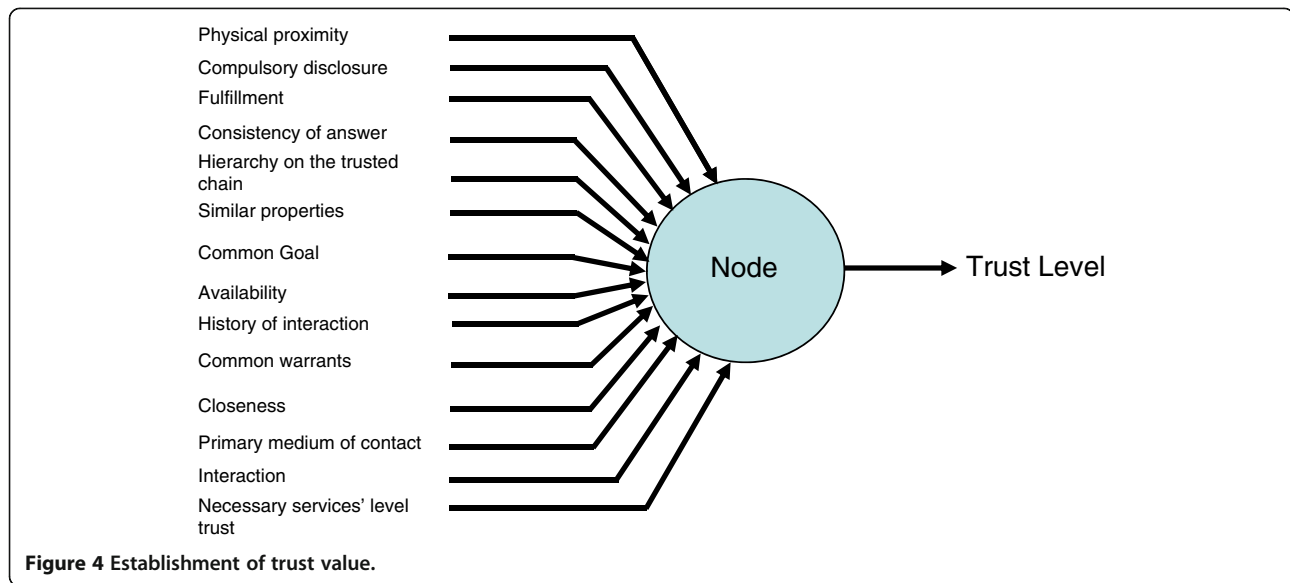 Physical proximity
Compulsory disclosure
Fulfillment
Consistency of answer
Hierarchy on the trusted
chain
Similar properties
Common Goal
Availability
History of interaction
Common warrants
Closeness
Primary medium of contact
Interaction
Necessary services' level
trust
Node
Trust Level
Figure 4 Establishment of trust value.